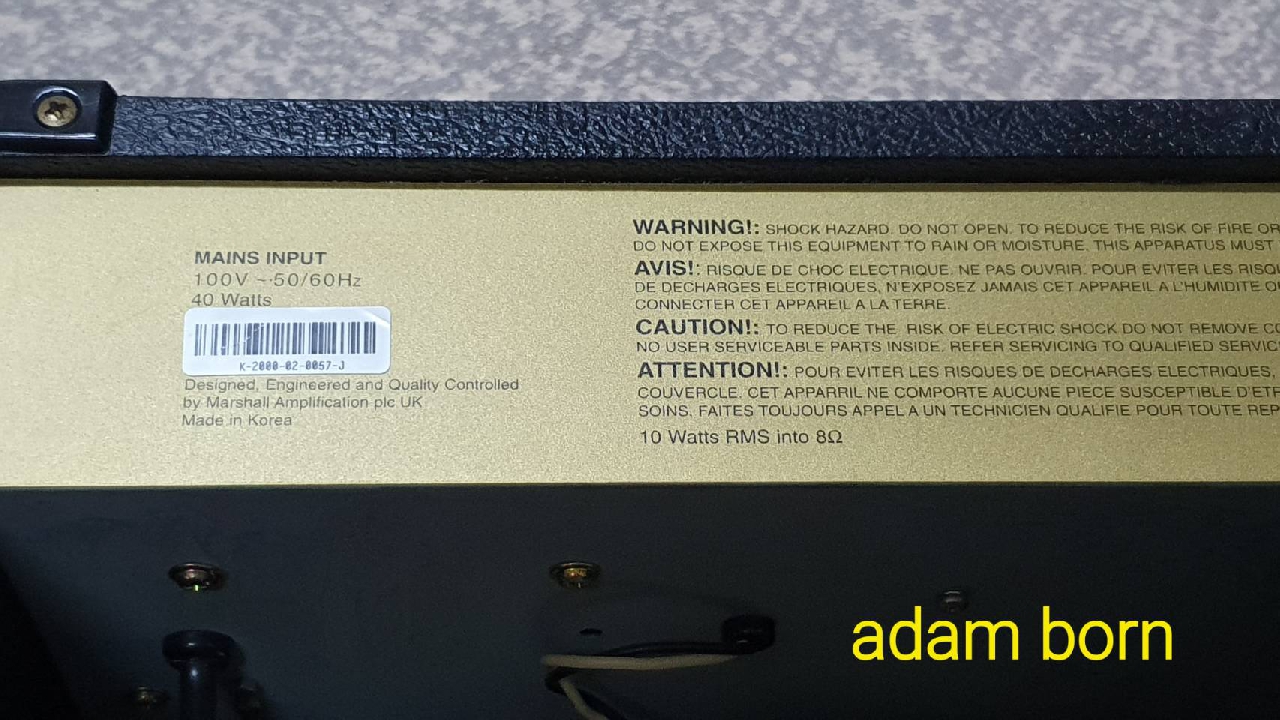 MAINS INPUT
100V ~50/60Hz
40 Watts
K-2000-02-0057-J
Designed, Engineered and Quality Controlled
by Marshall Amplification plc UK
Made in Korea
WARNING!: SHOCK HAZARD. DO NOT OPEN. TO REDUCE THE RISK OF FIRE OR
DO NOT EXPOSE THIS EQUIPMENT TO RAIN OR MOISTURE. THIS APPARATUS MUST
AVIS!: RISQUE DE CHOC ELECTRIQUE. NE PAS OUVRIR. POUR EVITER LES
DE DECHARGES ELECTRIQUES, N'EXPOSEZ JAMAIS CET APPAREIL A L'HUMIDITE
CONNECTER CET APPAREIL A LA TERRE.
CAUTION!: TO REDUCE THE RISK OF ELECTRIC SHOCK DO NOT REMOVE
NO USER SERVICEABLE PARTS INSIDE. REFER SERVICING TO QUALIFIED
ATTENTION!: POUR EVITER LES RISQUES DE DECHARGES ELECTRIQUES,
COUVERCLE. CET APPARRIL NE COMPORTE AUCUNE PIECE SUSCEPTIBLE
SOINS. FAITES TOUJOURS APPEL A UN TECHNICIEN QUALIFIE POUR TOUTE
10 Watts RMS into 8Ω
adam born